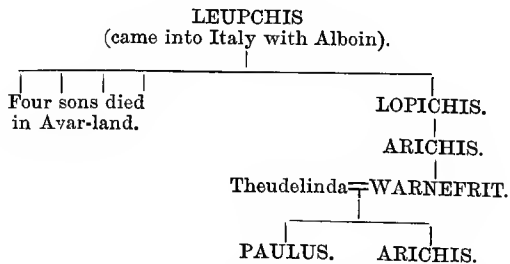 LEUPCHIS
(came into Italy with Alboin).
Four sons died
in Avar-land.
LOPICHIS.
ARICHIS.
Theudelinda=WARNEFRIT.
PAULUS. ARICHIS.